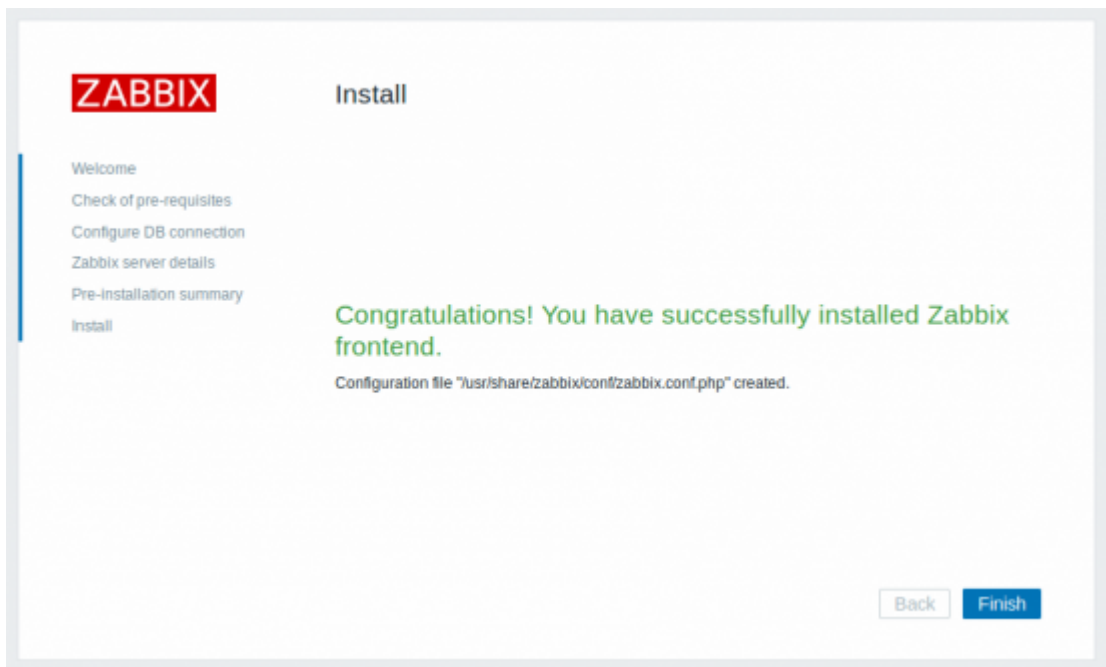 ZABBIX
Install
Welcome
Check of pre-requisites
Configure DB connection
Zabbix server details
Pre-installation summary
Install
Congratulations! You have successfully installed Zabbix
frontend.
Configuration file "/usr/share/zabbix/conf/zabbix.conf.php" created.
Back
Finish